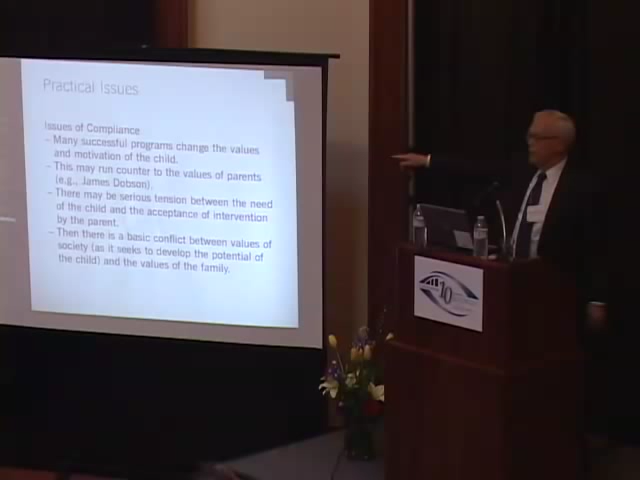 Practical Issues
Issues of Compliance
– Many successful programs change the values
and motivation of the child.
– This may run counter to the values of parents
(e.g., James Dobson).
– There may be serious tension between the need
of the child and the acceptance of intervention
by the parent.
– Then there is a basic conflict between values of
society (as it seeks to develop the potential of
the child) and the values of the family.
10